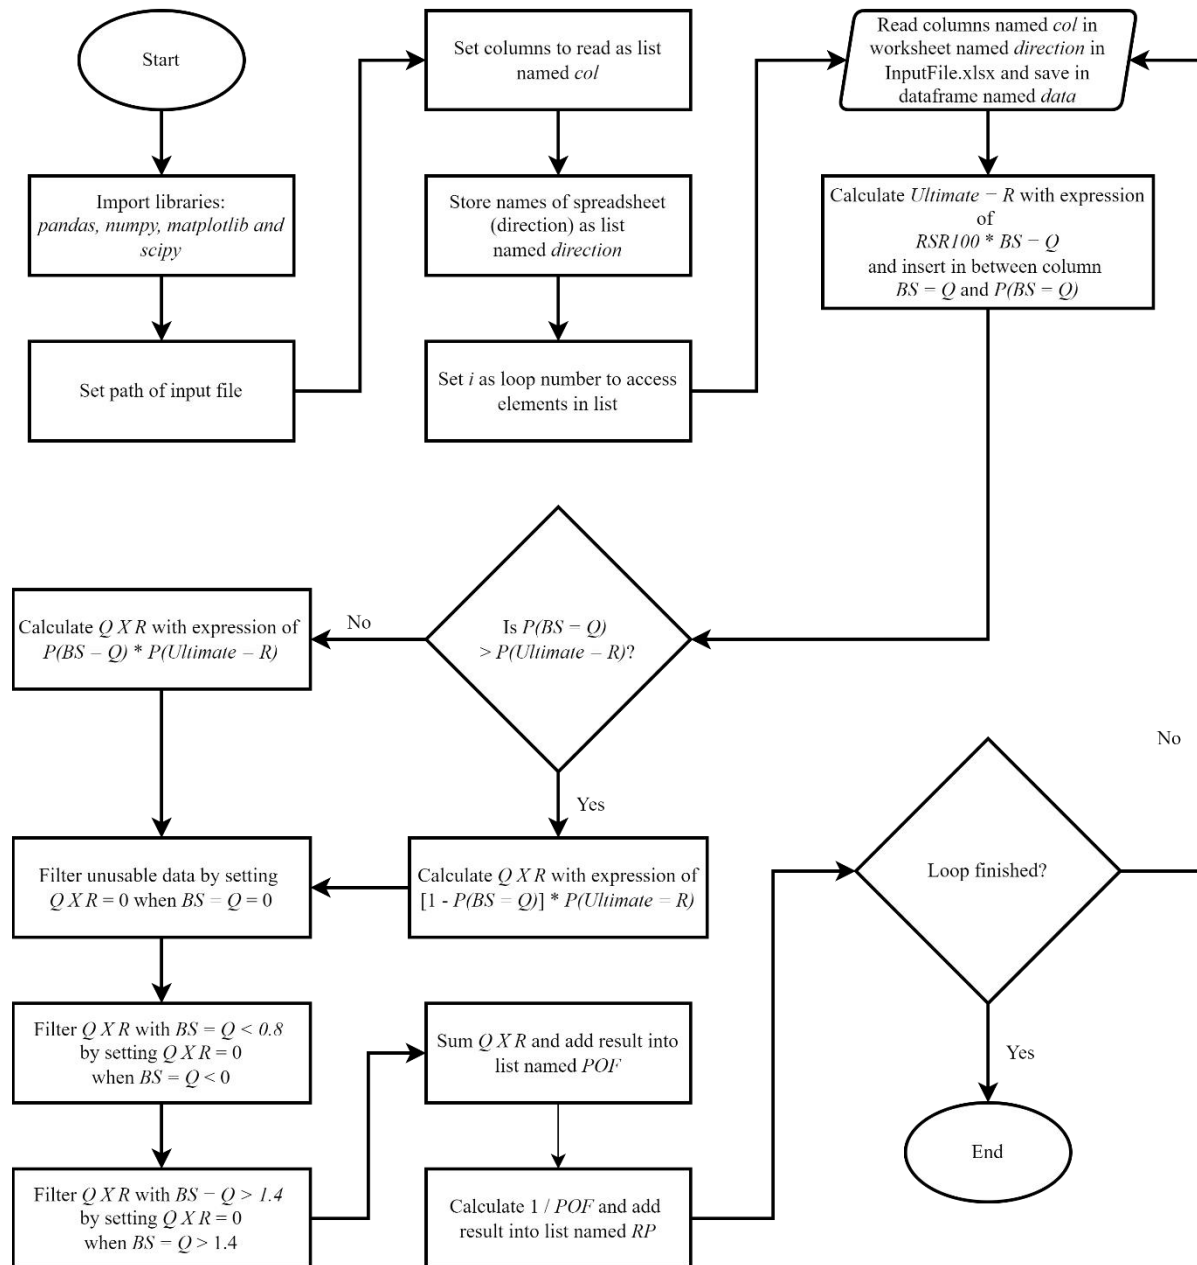 Start
Import libraries:
pandas, numpy, matplotlib and
scipy
Set path of input file
Set columns to read as list
named col
Store names of spreadsheet
(direction) as list
named direction
Set i as loop number to access
elements in list
Read columns named col in
worksheet named direction in
InputFile.xlsx and save in
dataframe named data
Calculate Ultimate − R with expression
of
RSR100 * BS − Q
and insert in between column
BS − Q and P(BS − Q)
Is P(BS = Q)
> P(Ultimate − R)?
No
Calculate Q X R with expression of
P(BS − Q) * P(Ultimate − R)
Yes
Calculate Q X R with expression of
[1 - P(BS = Q)] * P(Ultimate = R)
Filter unusable data by setting
Q X R = 0 when BS − Q = 0
Filter Q X R with BS = Q < 0.8
by setting Q X R = 0
when BS = Q < 0
Filter Q X R with BS − Q > 1.4
by setting Q X R = 0
when BS = Q > 1.4
Sum Q X R and add result into
list named POF
Calculate 1 / POF and add
result into list named RP
Loop finished?
No
Yes
End